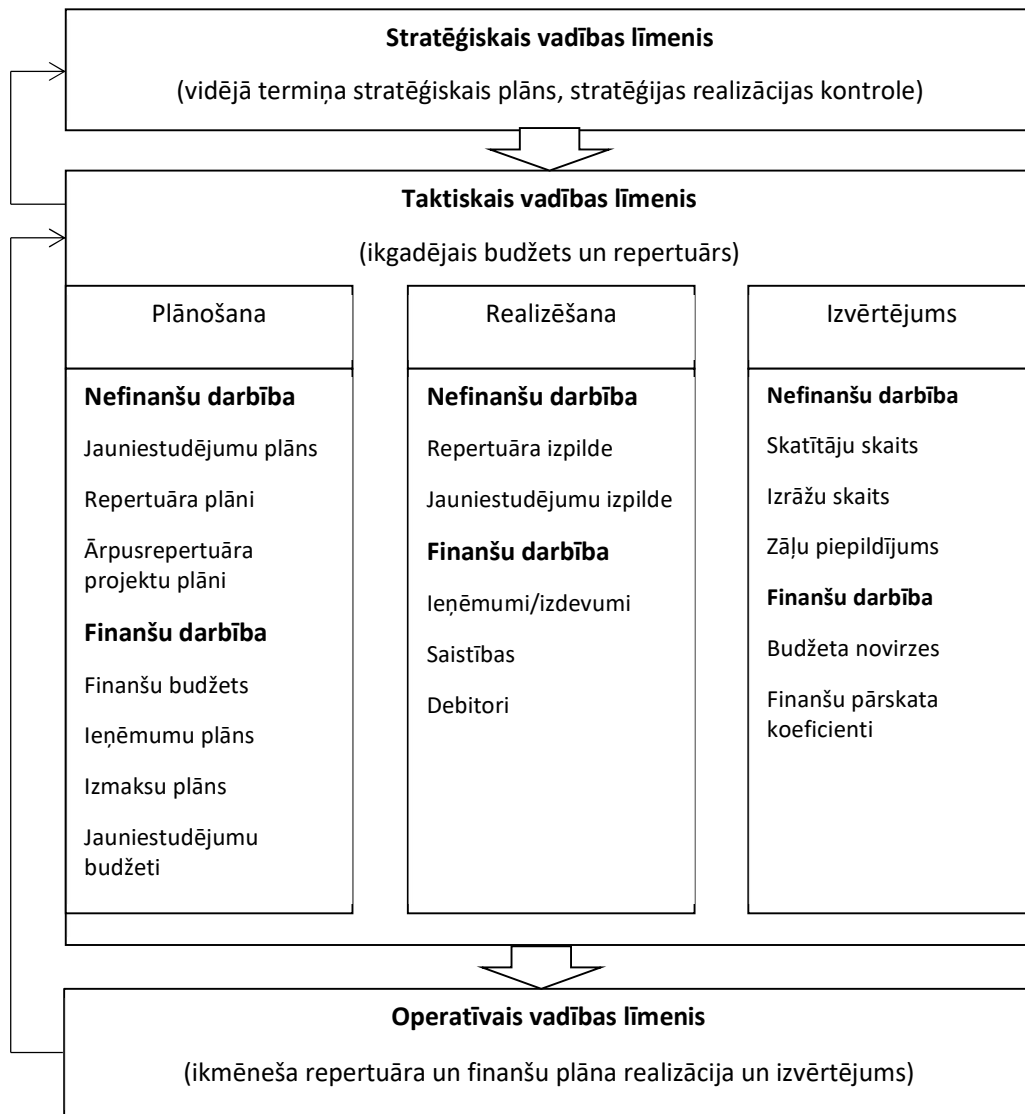 Stratēģiskais vadības līmenis
(vidējā termiņa stratēģiskais plāns, stratēģijas realizācijas kontrole)
Taktiskais vadības līmenis
(ikgadējais budžets un repertuārs)
Plānošana
Nefinanšu darbība
Jauniestudējumu plāns
Repertuāra plāni
Ārpusrepertuāra
projektu plāni
Finanšu darbība
Finanšu budžets
Ieņēmumu plāns
Izmaksu plāns
Jauniestudējumu
budžeti
Realizēšana
Nefinanšu darbība
Repertuāra izpilde
Jauniestudējumu izpilde
Finanšu darbība
Ieņēmumi/izdevumi
Saistības
Debitori
Izvērtējums
Nefinanšu darbība
Skatītāju skaits
Izrāžu skaits
Zāļu piepildījums
Finanšu darbība
Budžeta novirzes
Finanšu pārskata
koeficienti
Operatīvais vadības līmenis
(ikmēneša repertuāra un finanšu plāna realizācija un izvērtējums)